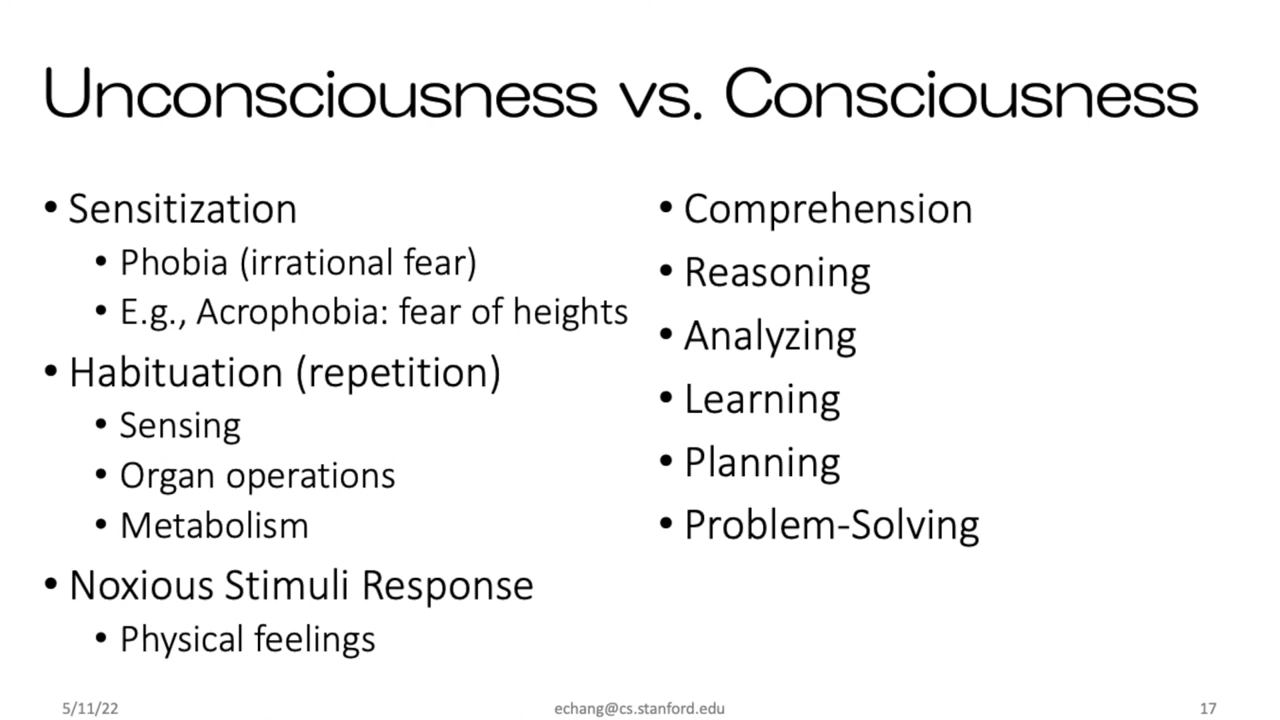 Unconsciousness vs. Consciousness
• Sensitization
• Phobia (irrational fear)
• E.g., Acrophobia: fear of heights
• Habituation (repetition)
• Sensing
• Organ operations
• Metabolism
• Noxious Stimuli Response
• Physical feelings
• Comprehension
• Reasoning
• Analyzing
• Learning
• Planning
• Problem-Solving
5/11/22
echang@cs.stanford.edu
17